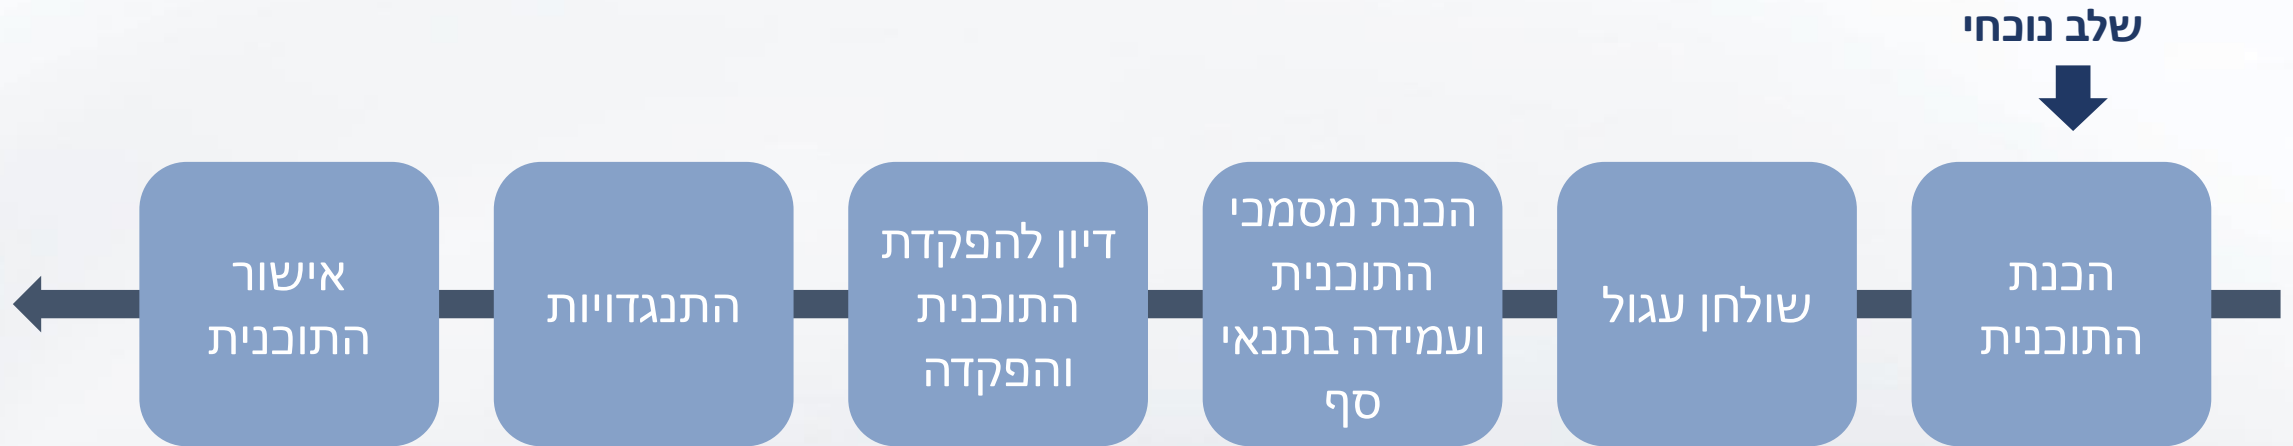 שלב נוכחי
הכנת
התוכנית
שולחן עגול
הכנת מסמכי
התוכנית
ועמידה בתנאי
סף
דיון להפקדת
התוכנית
והפקדה
התנגדויות
אישור
התוכנית